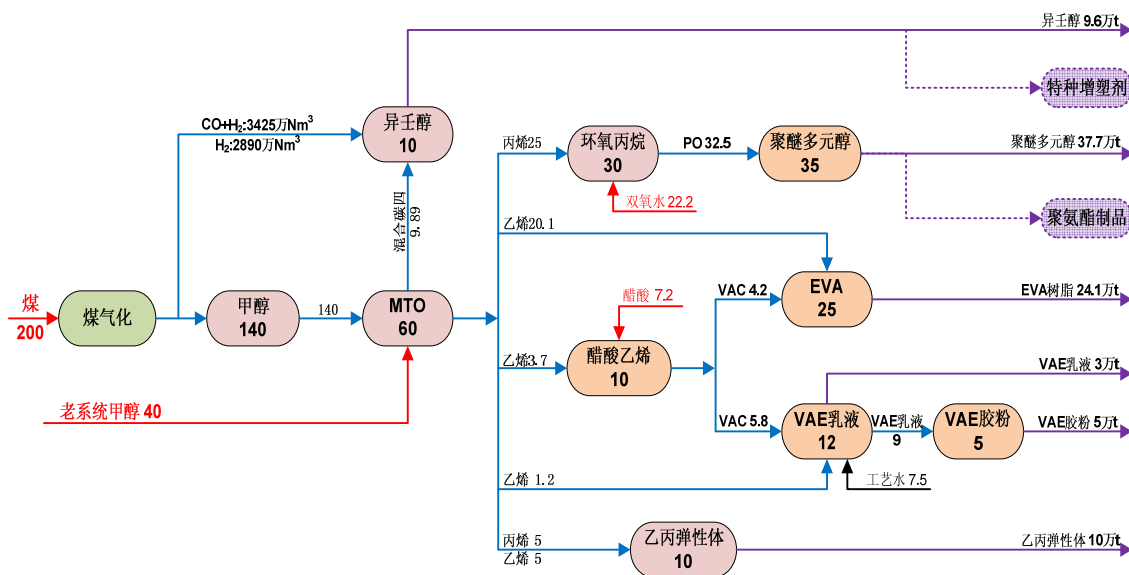 异壬醇 9.6万t
特种增塑剂
CO+H₂:3425万Nm³
H₂:2890万Nm³
异壬醇
10
丙烯25
环氧丙烷
30
PO 32.5
聚醚多元醇
35
聚醚多元醇 37.7万t
双氧水 22.2
混合碳四
9.89
聚氨酯制品
乙烯20.1
煤
200
煤气化
甲醇
140
140
MTO
60
醋酸 7.2
VAC 4.2
EVA
25
EVA树脂 24.1万t
乙烯3.7
醋酸乙烯
10
VAE乳液 3万t
老系统甲醇 40
VAC 5.8
VAE乳液
12
VAE乳液
9
VAE胶粉
5
VAE胶粉 5万t
乙烯 1.2
工艺水 7.5
丙烯 5
乙烯 5
乙丙弹性体
10
乙丙弹性体 10万t